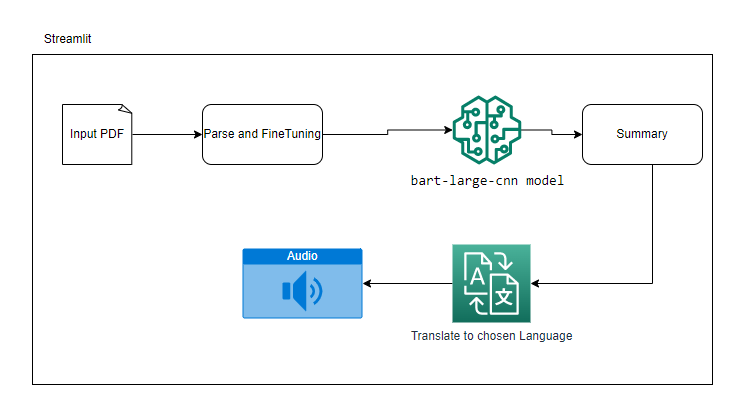 Streamlit
Input PDF
Parse and FineTuning
bart-large-cnn model
Summary
Audio
A
文
Translate to chosen Language